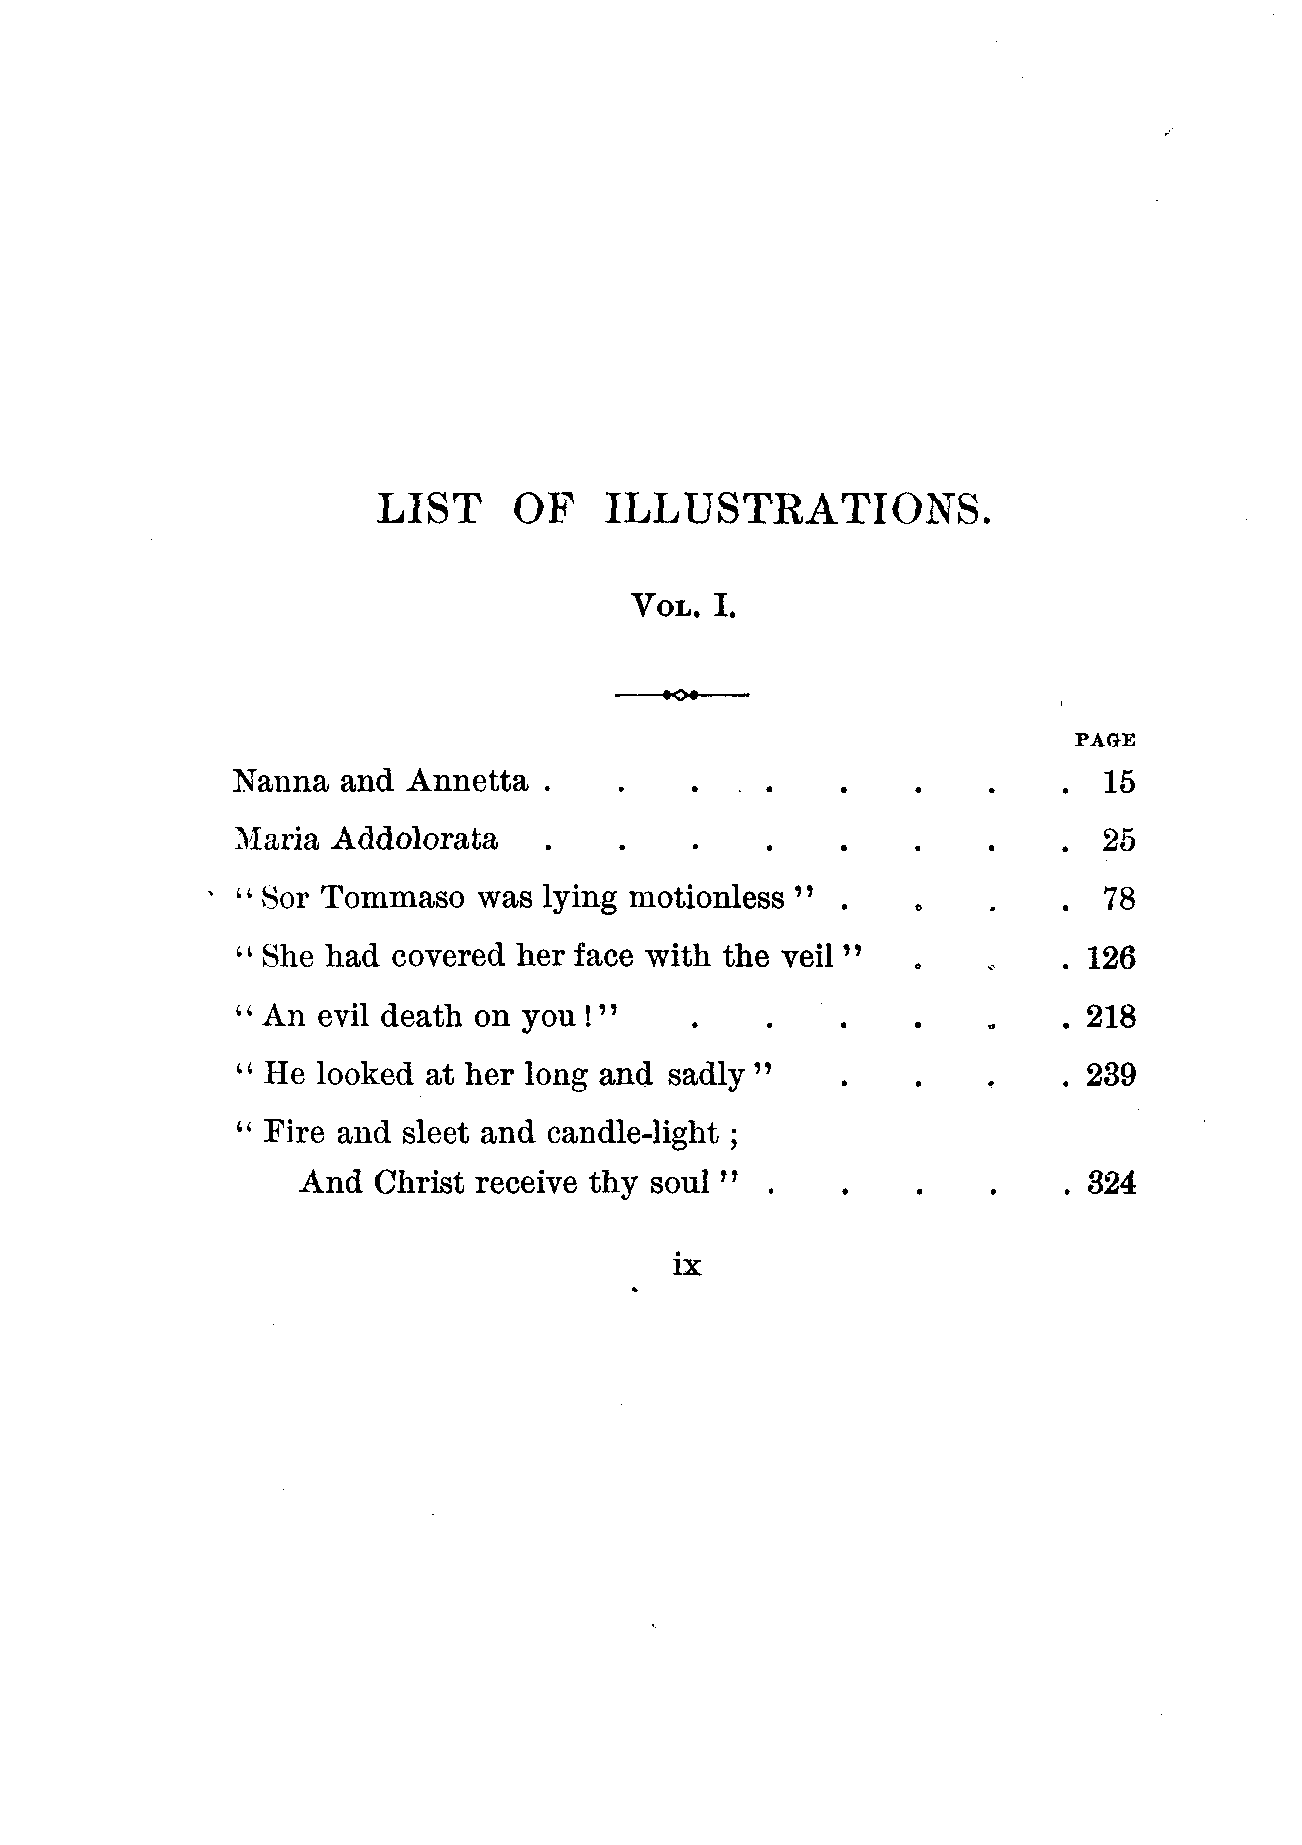 LIST OF ILLUSTRATIONS.
VOL. I.
PAGE
Nanna and Annetta . . . . . . . . 15
Maria Addolorata . . . . . . . . 25
“Sor Tommaso was lying motionless” . . . . 78
“She had covered her face with the veil” . . . 126
“An evil death on you!” . . . . . . 218
“He looked at her long and sadly” . . . . 239
“Fire and sleet and candle-light;
And Christ receive thy soul” . . . . . 324
ix